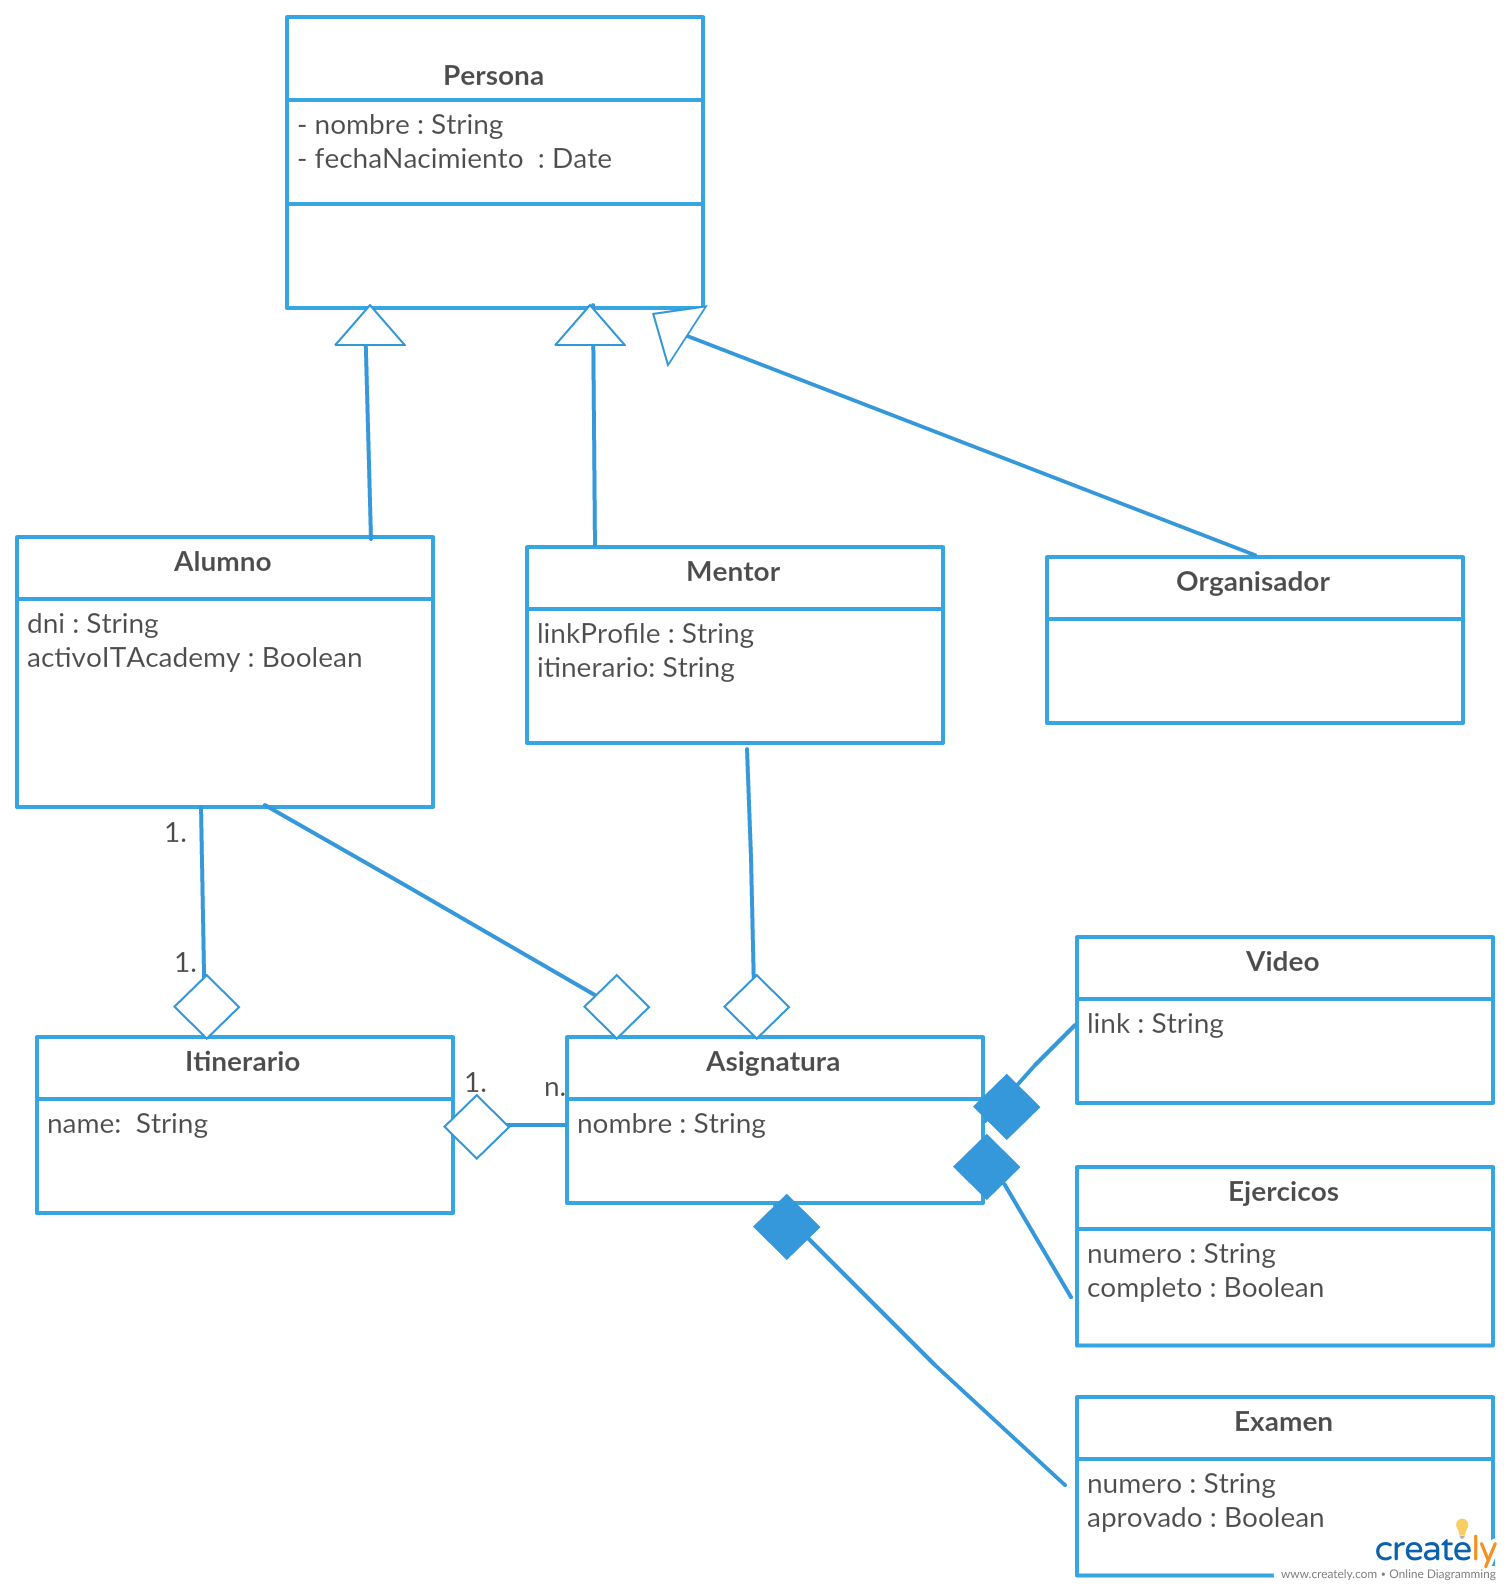 Persona
- nombre : String
- fechaNacimiento : Date
Alumno
dni : String
activoITAcademy : Boolean
Mentor
linkProfile : String
itinerario: String
Organisador
1.
1.
Itinerario
name: String
1.
n.
Asignatura
nombre : String
Video
link : String
Ejercicos
numero : String
completo : Boolean
Examen
numero : String
aprovado : Boolean
creately
www.creately.com • Online Diagramming